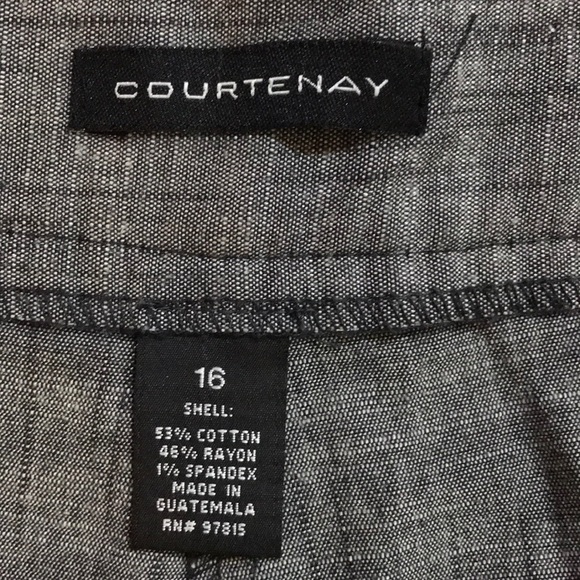 COURTENAY
16
SHELL:
53% COTTON
46% RAYON
1% SPANDEX
MADE IN
GUATEMALA
RN# 97815